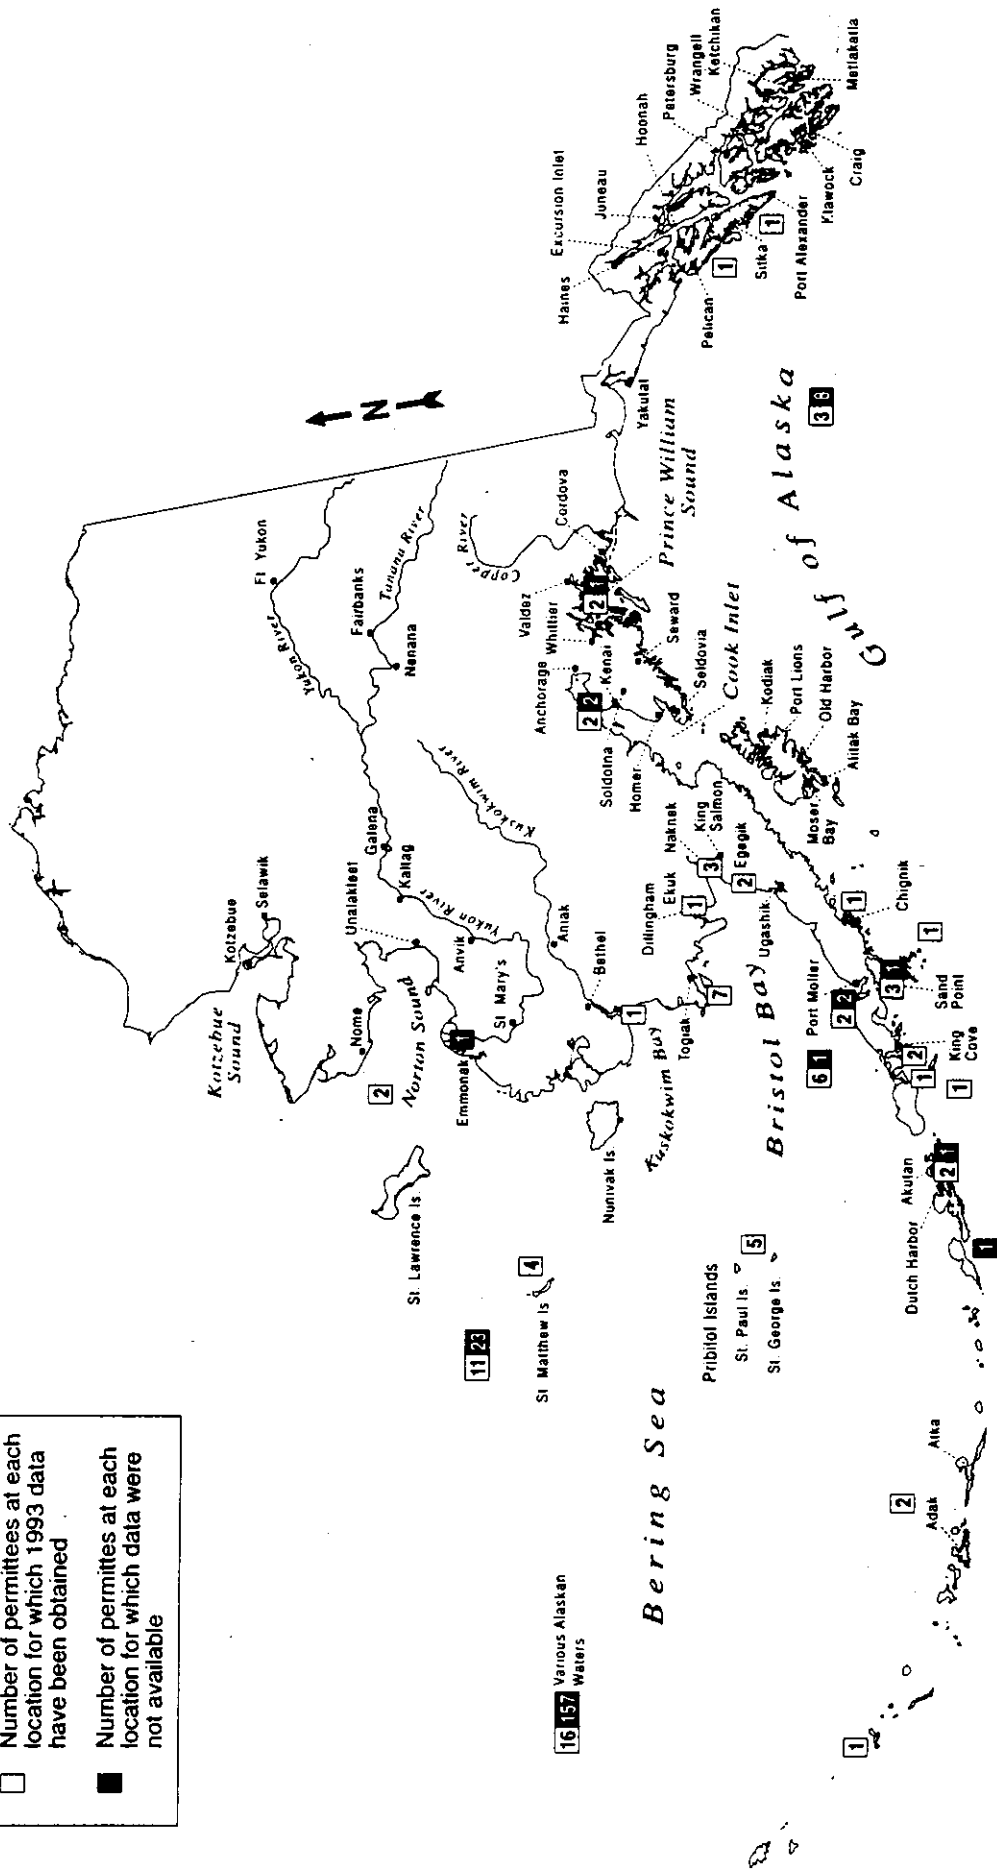 Number of permittees at each
location for which 1993 data
have been obtained
Number of permittes at each
location for which data were
not available
N
Kotzebue
Selawik
Kotzebue
Sound
Ft Yukon
Yukon River
Fairbanks
Tanana River
Nenana
Galena
Kaltag
Unalakleet
Nome
2
Norton Sound
Yukon River
Anvik
St Mary's
Emmonak
1
St. Lawrence Is.
Kuskokwim River
Aniak
Bethel
1
Nunivak Is.
Kuskokwim Bay
4
St Matthew Is
11 23
Copper River
Cordova
Valdez
Whittier
2 1
Prince William
Sound
Anchorage
Kenai
2 2
Soldotna
Homer
Seward
Seldovia
Cook Inlet
Yakutat
Haines
Excursion Inlet
Juneau
Hoonah
Petersburg
Wrangell
Ketchikan
Metlakatla
Craig
Klawock
Port Alexander
Sitka
1
1
Pelican
Gulf of Alaska
3 8
Kodiak
Port Lions
Old Harbor
Alitak Bay
Moser
Bay
Naknek
King
Salmon
3
Egegik
2
Dillingham
Ekuk
1
Ugashik
Togiak
7
Bristol Bay
6 1
Port Moller
2 2
Chignik
1
1
3 1
Sand
Point
2
King
Cove
1
1
Akutan
2 1
Dutch Harbor
1
Pribilof Islands
St. Paul Is.
5
St. George Is.
Bering Sea
16 157
Various Alaskan
Waters
Atka
2
Adak
1